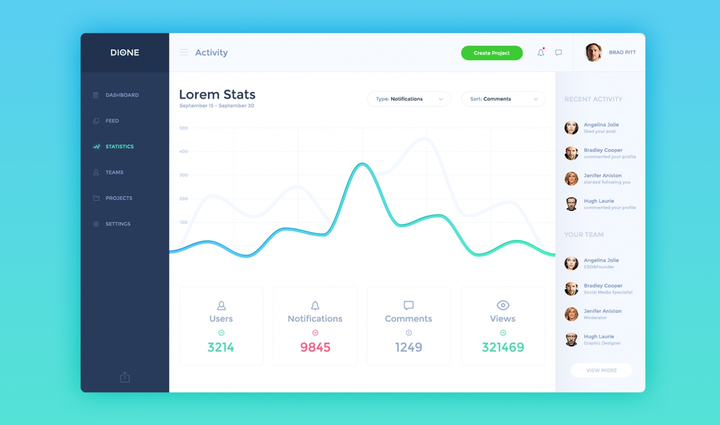 DIONE
Activity
Create Project
BRAD PITT
DASHBOARD
FEED
STATISTICS
TEAMS
PROJECTS
SETTINGS
Lorem Stats
September 15 - September 30
Type: Notifications
Sort: Comments
500
400
300
200
100
Users
3214
Notifications
9845
Comments
1249
Views
321469
RECENT ACTIVITY
Angelina Jolie
liked your post
Bradley Cooper
commented your profile
Jenifer Aniston
started following you
Hugh Laurie
commented your profile
YOUR TEAM
Angelina Jolie
CEO&Founder
Bradley Cooper
Social Media Specialist
Jenifer Aniston
Moderator
Hugh Laurie
Graphic Designer
VIEW MORE